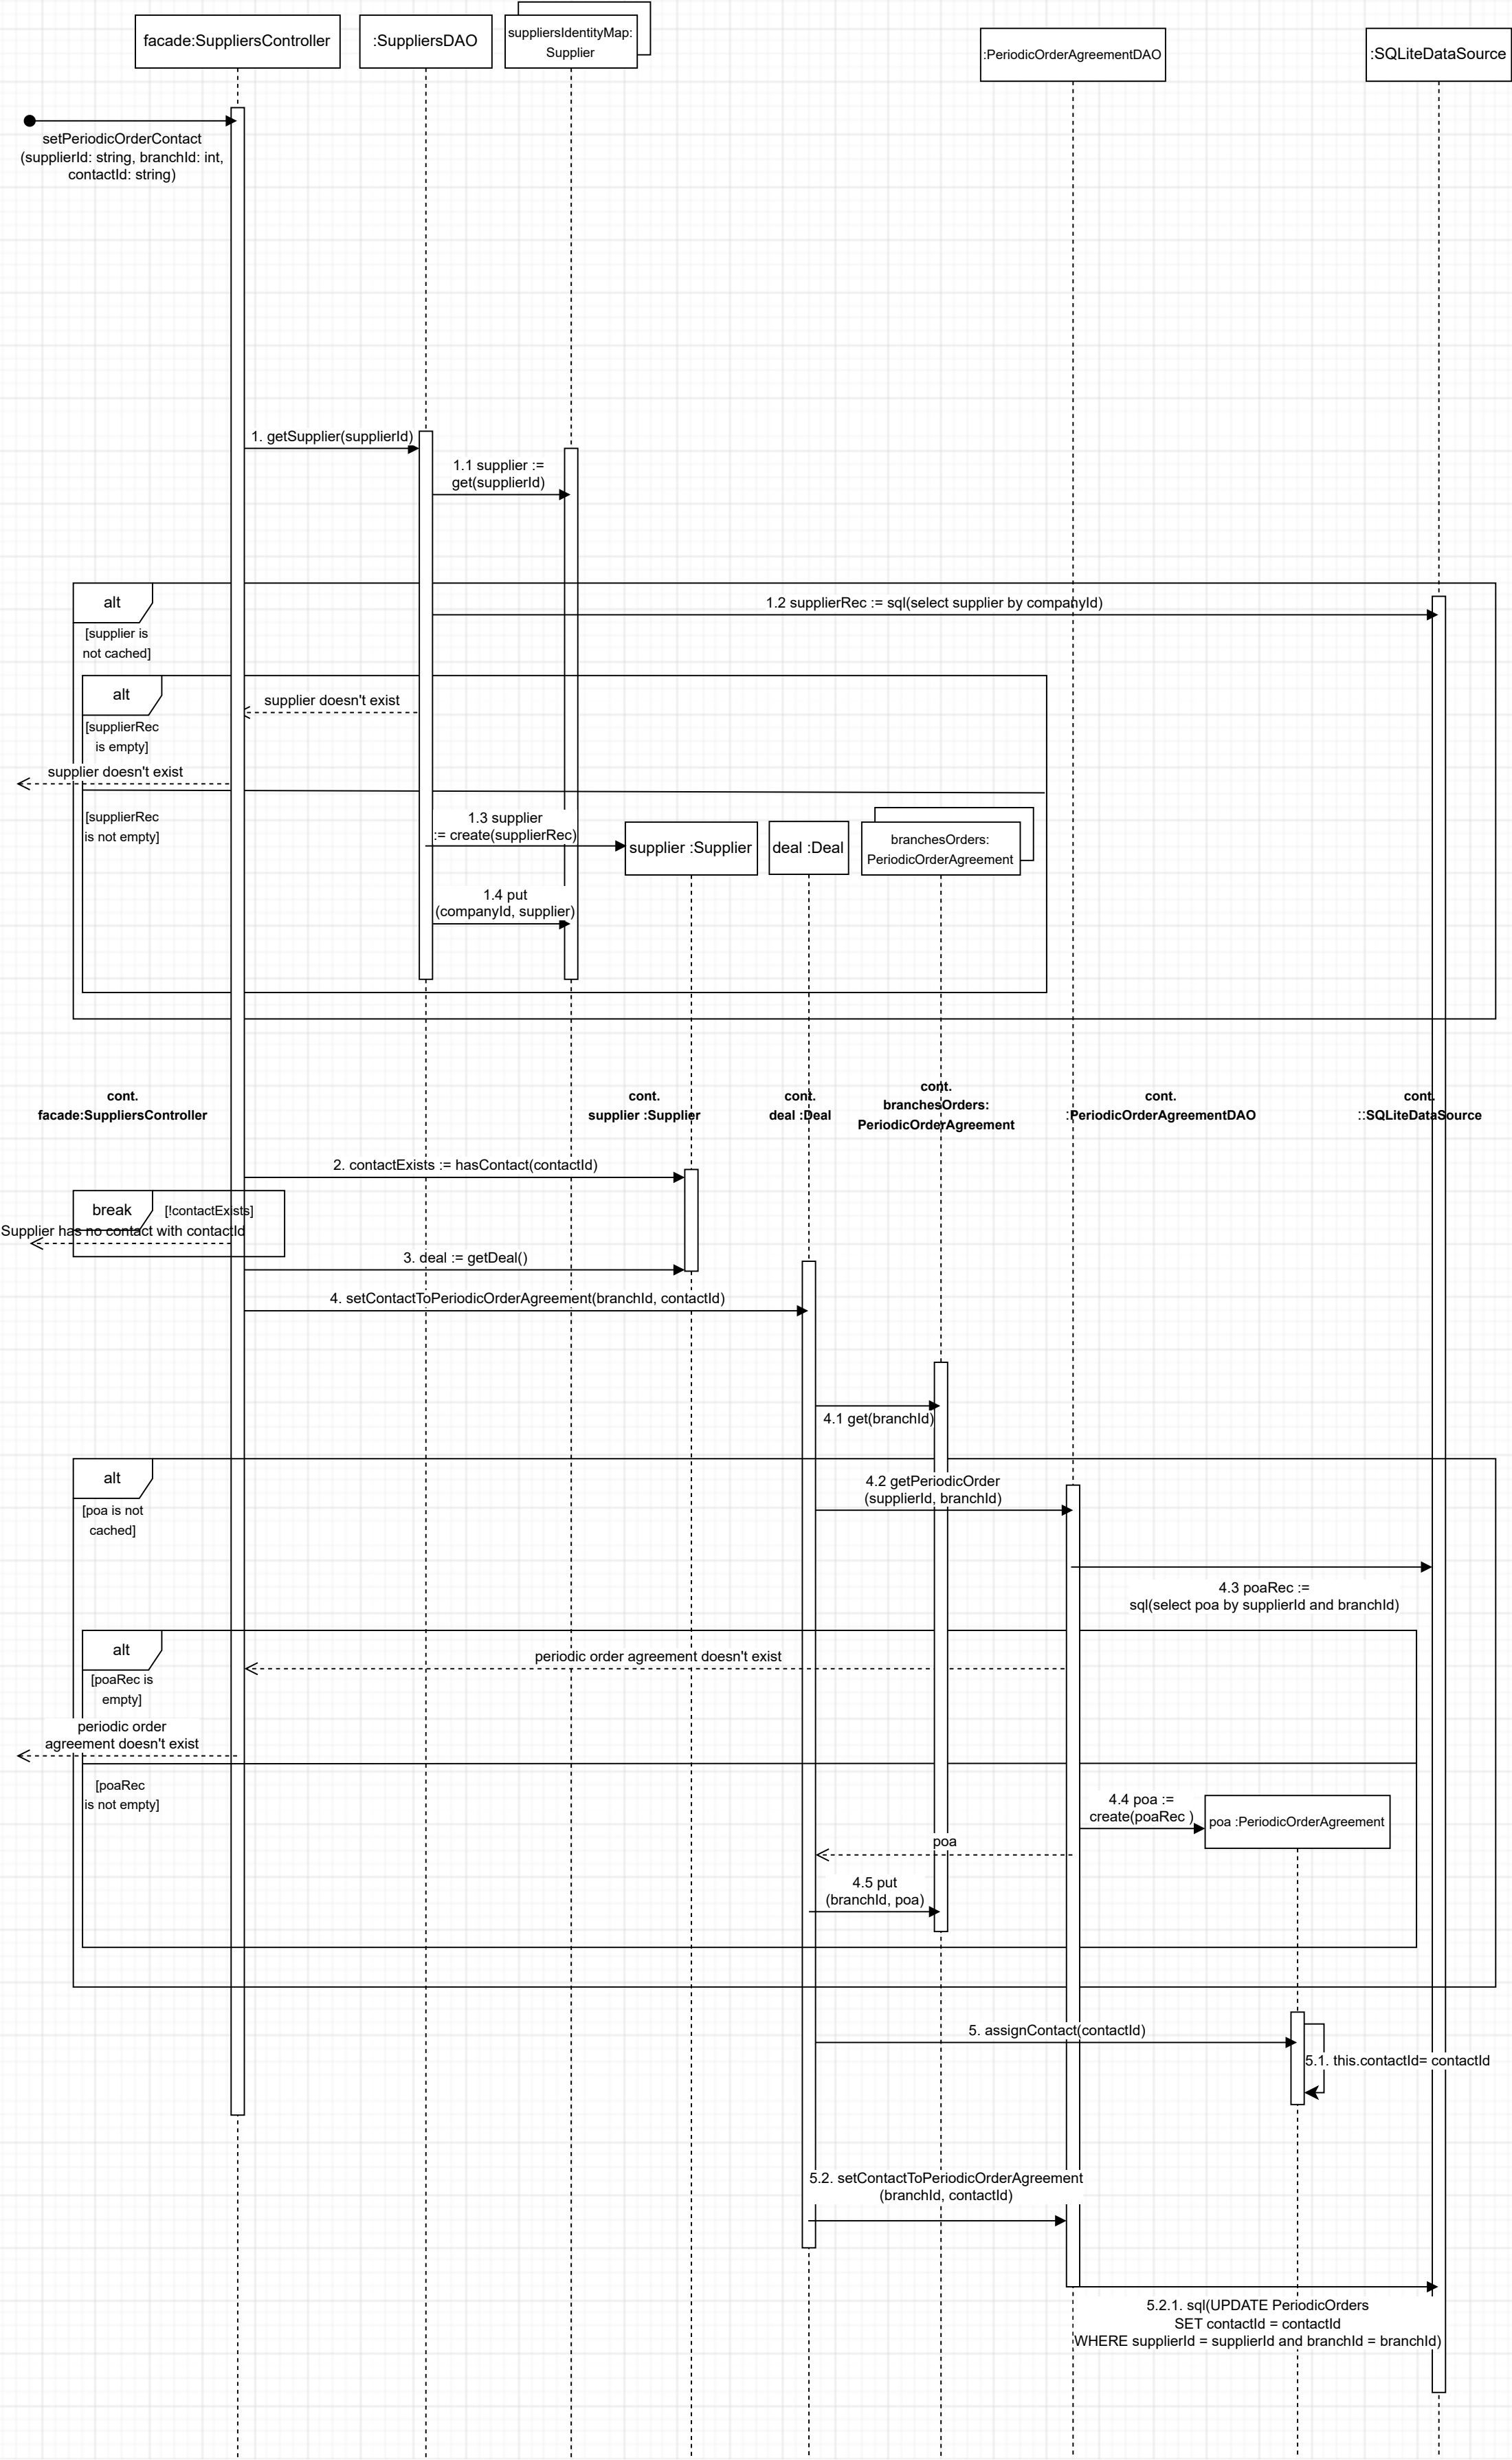 facade:SuppliersController
:SuppliersDAO
suppliersIdentityMap:
Supplier
:PeriodicOrderAgreementDAO
:SQLiteDataSource
setPeriodicOrderContact
(supplierId: string, branchId: int,
contactId: string)
1. getSupplier(supplierId)
1.1 supplier :=
get(supplierId)
alt
[supplier is
not cached]
1.2 supplierRec := sql(select supplier by companyId)
alt
[supplierRec
is empty]
supplier doesn't exist
supplier doesn't exist
[supplierRec
is not empty]
1.3 supplier
:= create(supplierRec)
supplier :Supplier
deal :Deal
branchesOrders:
PeriodicOrderAgreement
1.4 put
(companyId, supplier)
cont.
facade:SuppliersController
cont.
supplier :Supplier
cont.
deal :Deal
cont.
branchesOrders:
PeriodicOrderAgreement
cont.
:PeriodicOrderAgreementDAO
cont.
::SQLiteDataSource
2. contactExists := hasContact(contactId)
break
[!contactExists]
Supplier has no contact with contactId
3. deal := getDeal()
4. setContactToPeriodicOrderAgreement(branchId, contactId)
4.1 get(branchId)
alt
[poa is not
cached]
4.2 getPeriodicOrder
(supplierId, branchId)
4.3 poaRec :=
sql(select poa by supplierId and branchId)
alt
[poaRec is
empty]
periodic order agreement doesn't exist
periodic order
agreement doesn't exist
[poaRec
is not empty]
4.4 poa :=
create(poaRec )
poa :PeriodicOrderAgreement
poa
4.5 put
(branchId, poa)
5. assignContact(contactId)
5.1. this.contactId= contactId
5.2. setContactToPeriodicOrderAgreement
(branchId, contactId)
5.2.1. sql(UPDATE PeriodicOrders
SET contactId = contactId
WHERE supplierId = supplierId and branchId = branchId)